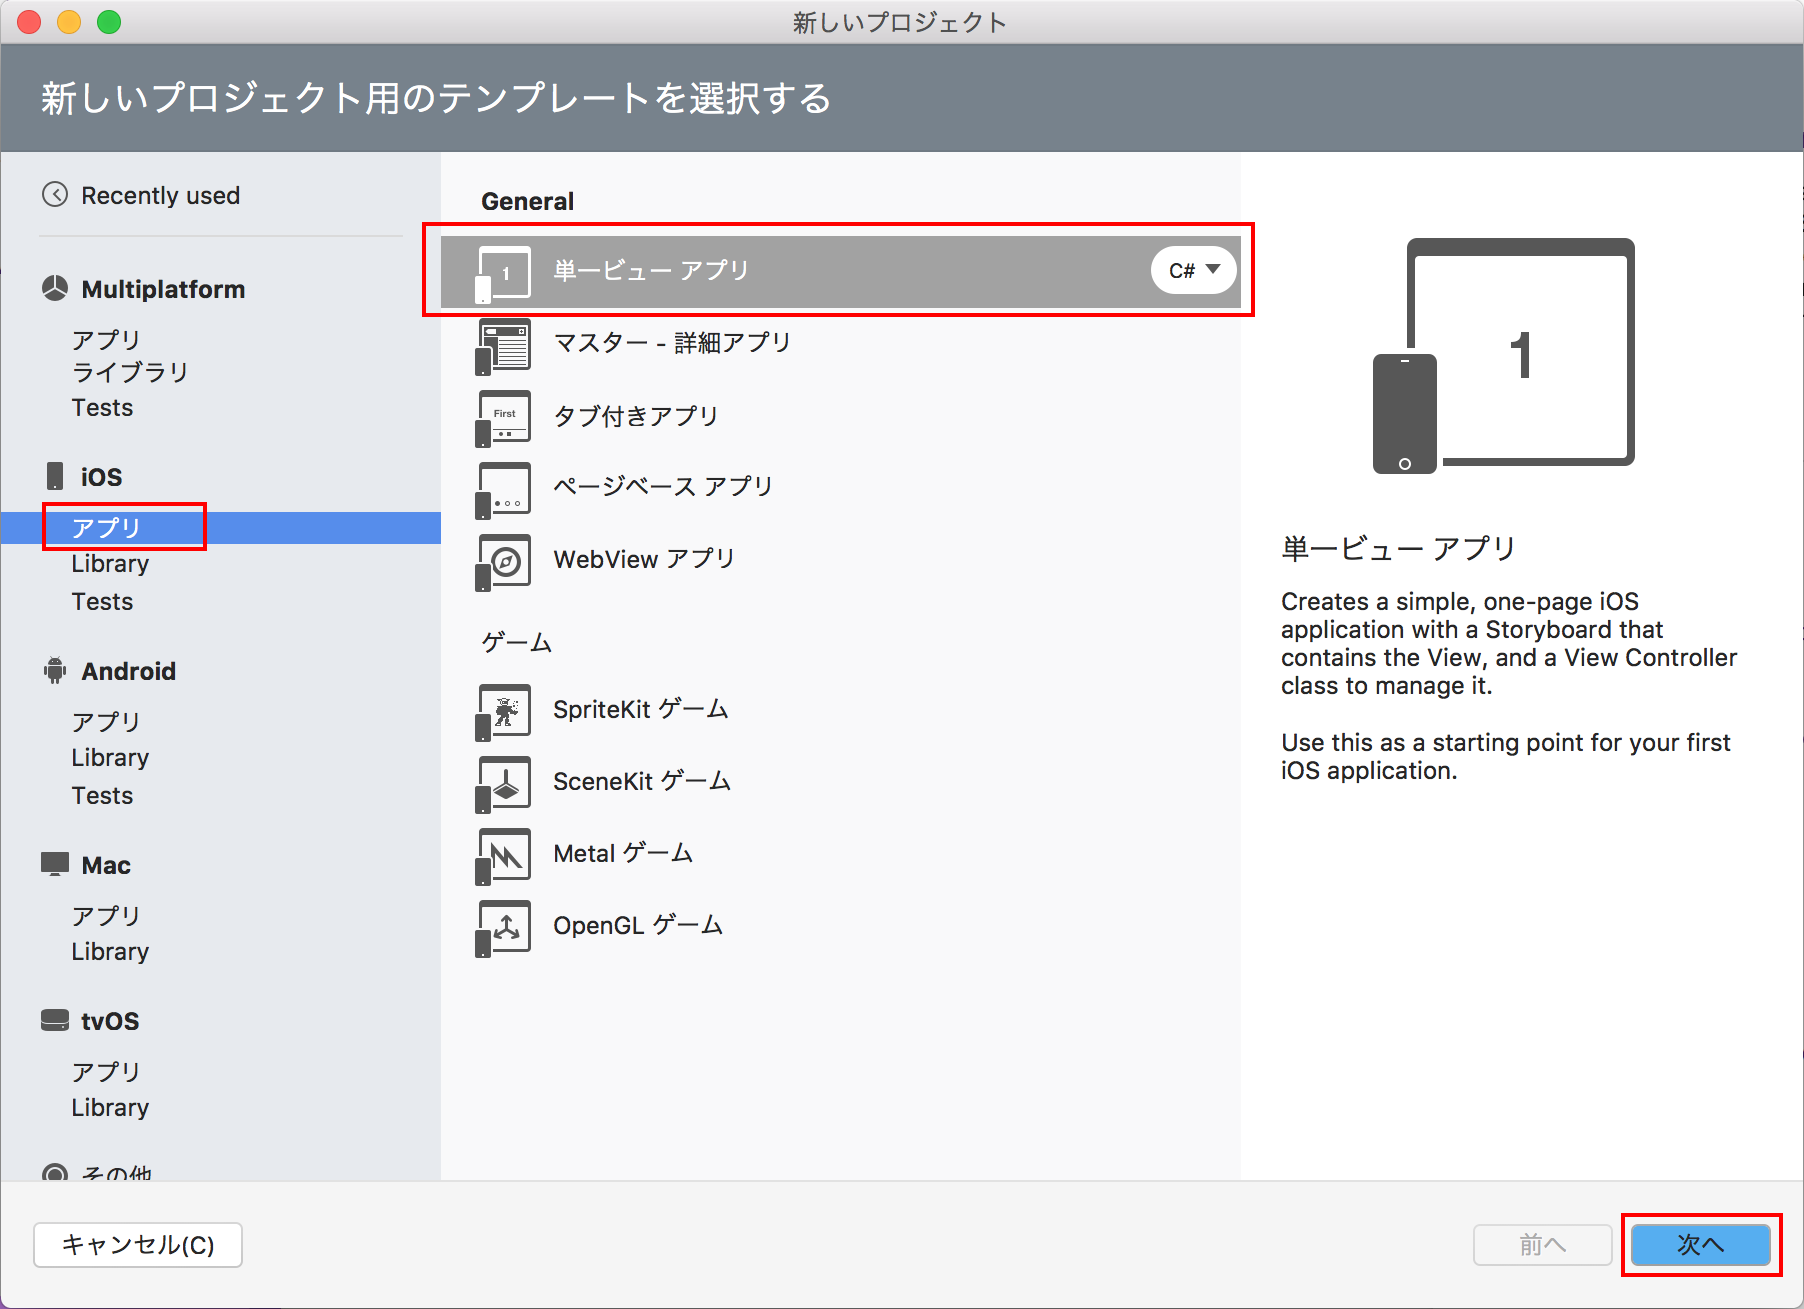 新しいプロジェクト
新しいプロジェクト用のテンプレートを選択する
Recently used
Multiplatform
アプリ
ライブラリ
Tests
iOS
アプリ
Library
Tests
Android
アプリ
Library
Tests
Mac
アプリ
Library
tvOS
アプリ
Library
その他
General
1
単一ビュー アプリ
C#
マスター - 詳細アプリ
First
タブ付きアプリ
ページベース アプリ
WebView アプリ
ゲーム
SpriteKit ゲーム
SceneKit ゲーム
Metal ゲーム
OpenGL ゲーム
1
単一ビュー アプリ
Creates a simple, one-page iOS
application with a Storyboard that
contains the View, and a View Controller
class to manage it.
Use this as a starting point for your first
iOS application.
キャンセル(C)
前へ
次へ